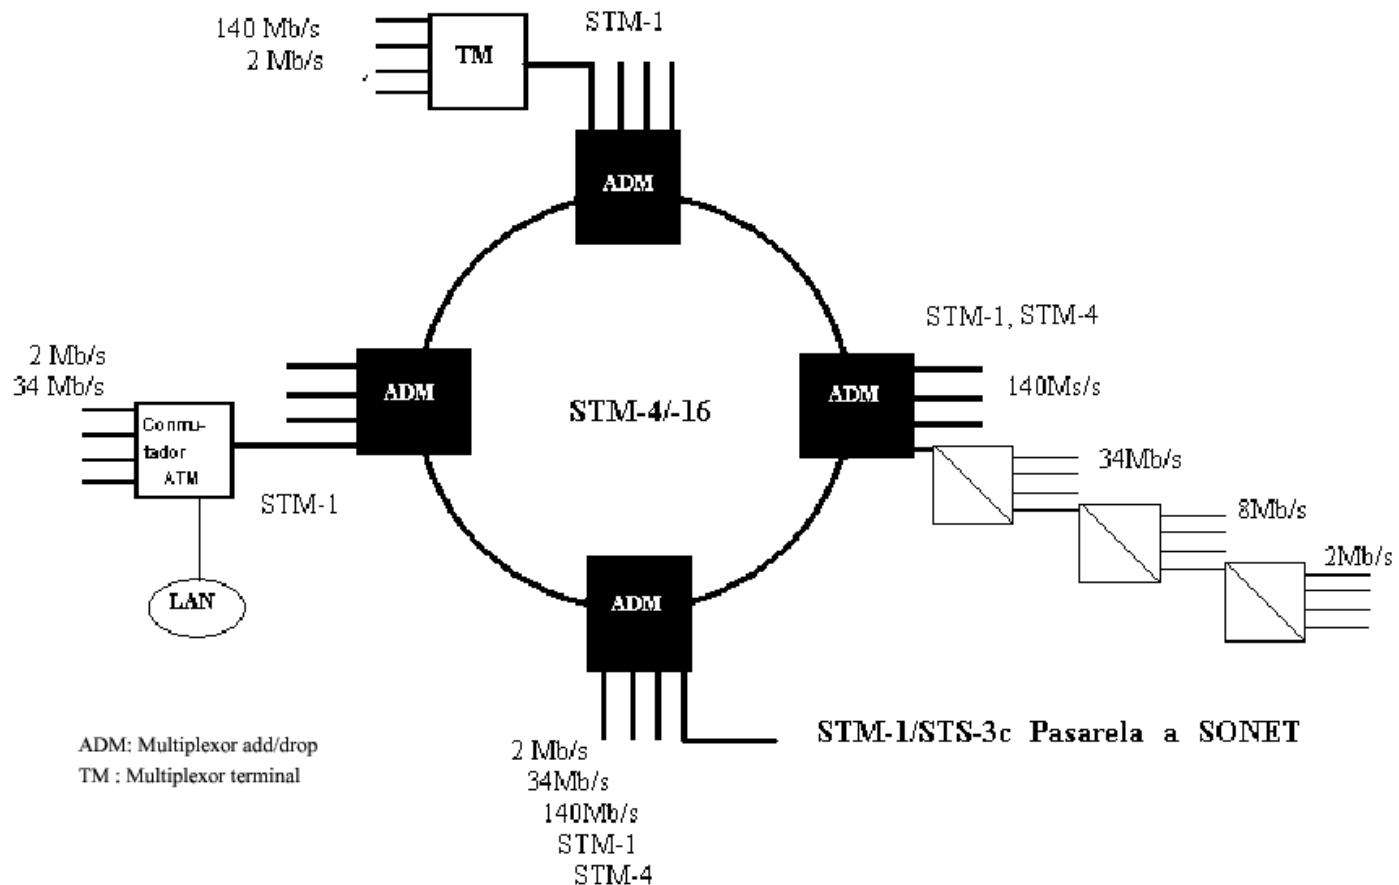 140 Mb/s
2 Mb/s
TM
STM-1
ADM
STM-1, STM-4
2 Mb/s
34 Mb/s
ADM
STM-4/-16
ADM
140Ms/s
Conmu-
tador
ATM
STM-1
34Mb/s
8Mb/s
2Mb/s
LAN
ADM
STM-1/STS-3c Pasarela a SONET
ADM: Multiplexor add/drop
TM : Multiplexor terminal
2 Mb/s
34Mb/s
140Mb/s
STM-1
STM-4